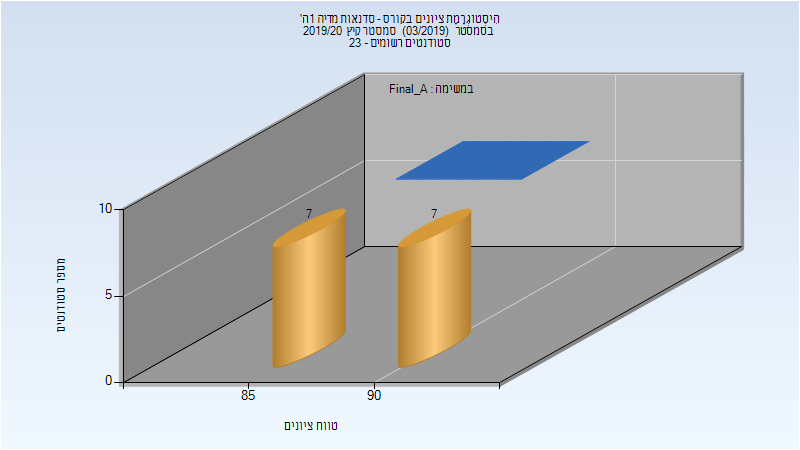 היסטוגרמת ציונים בקורס - סדנאות מדיה 1ה'
בסמסטר (03/2019) סמסטר קיץ 2019/20
סטודנטים רשומים - 23
במשימה : Final_A
7
7
10
5
0
85
90
מספר סטודנטים
טווח ציונים